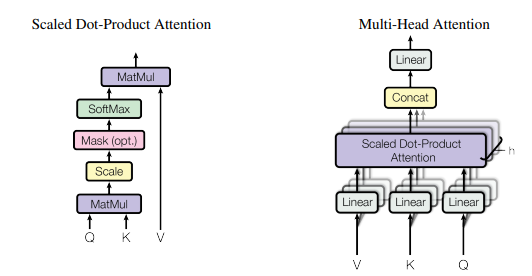 Scaled Dot-Product Attention
MatMul
SoftMax
Mask (opt.)
Scale
MatMul
Q K V
Multi-Head Attention
Linear
Concat
Scaled Dot-Product
Attention
h
Linear Linear Linear
V K Q